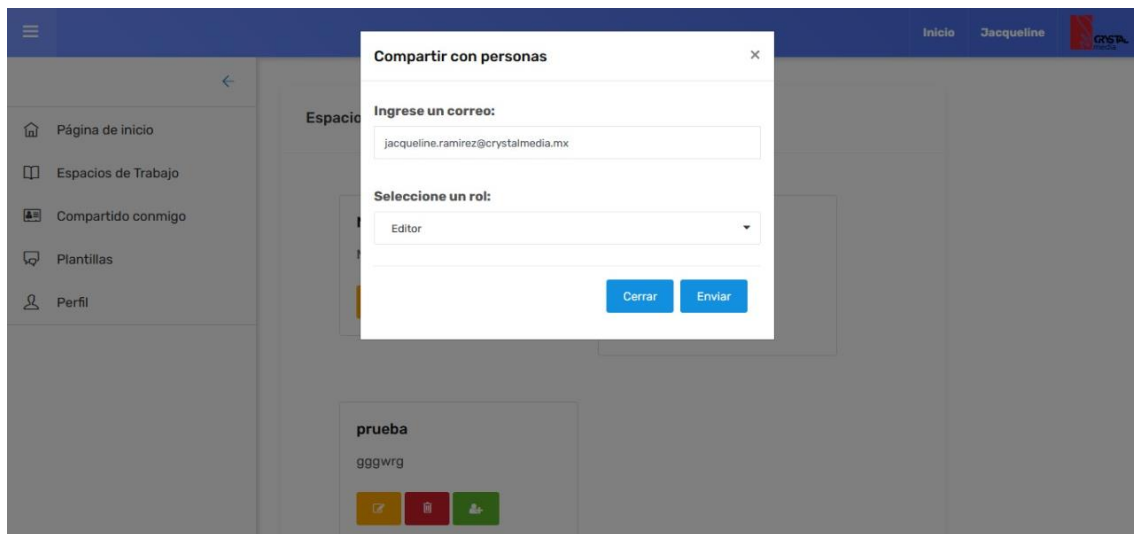 Inicio
Jacqueline
Compartir con personas
×
Ingrese un correo:
jacqueline.ramirez@crystalmedia.mx
Seleccione un rol:
Editor
Cerrar
Enviar
Página de inicio
Espacios de Trabajo
Compartido conmigo
Plantillas
Perfil
Espacio
prueba
gggwrg